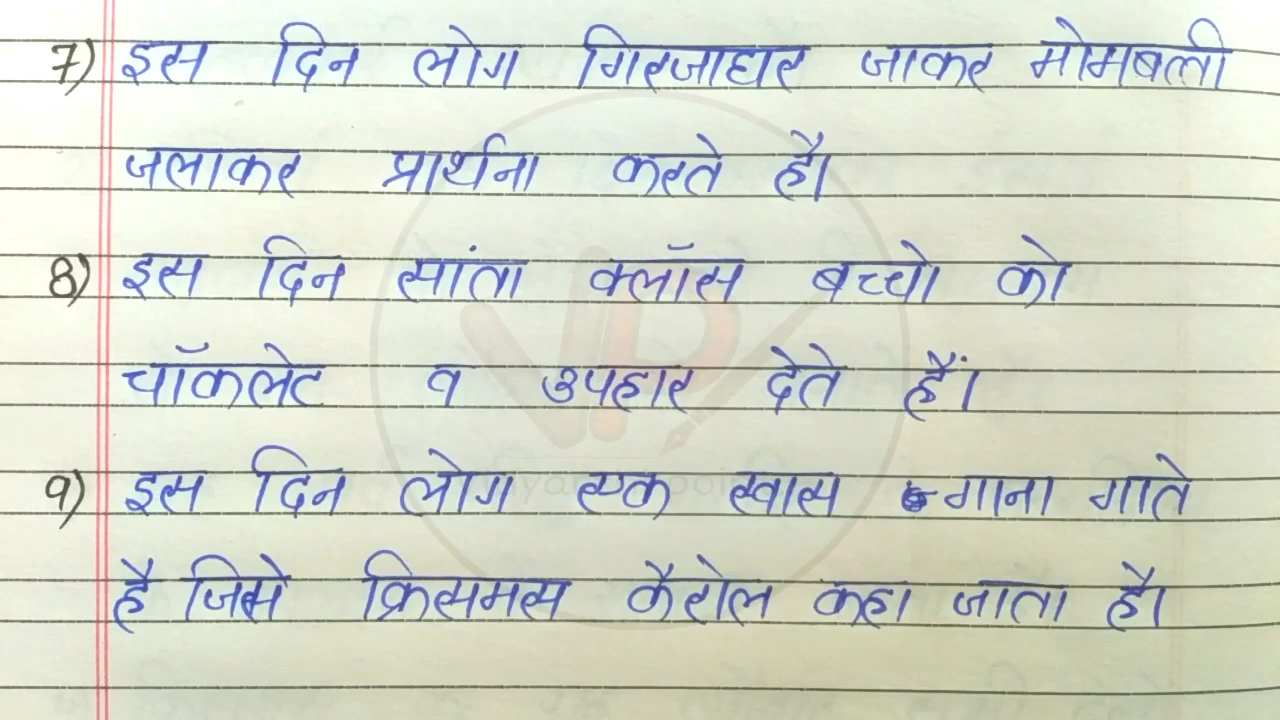 7) इस दिन लोग गिरजाघर जाकर मोमबत्ती
जलाकर प्रार्थना करते है।
8) इस दिन सांता क्लॉस बच्चो को
चॉकलेट व उपहार देते हैं।
9) इस दिन लोग एक खास गाना गाते
है जिसे क्रिसमस कैरोल कहा जाता है।